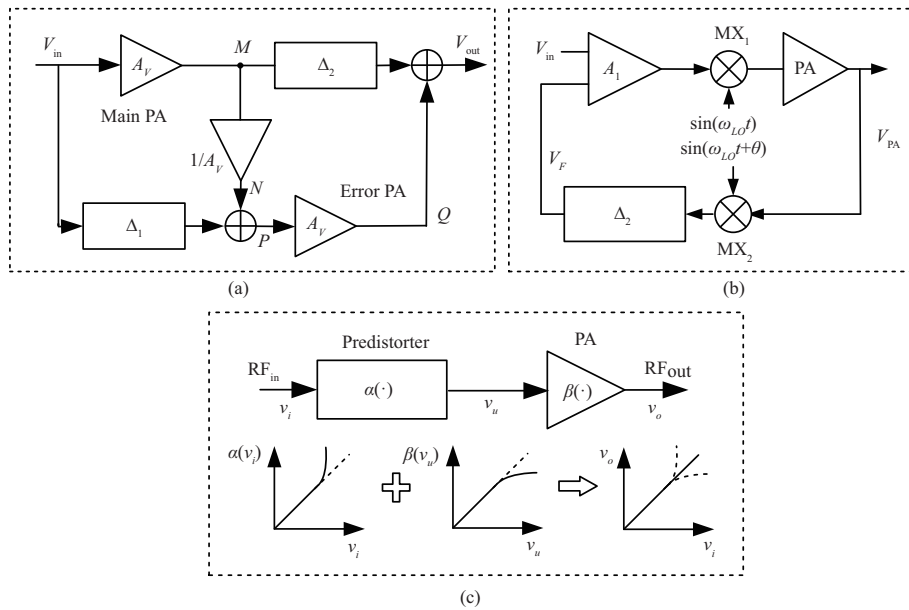 V_in
A_V
M
Δ_2
V_out
Main PA
1/A_V
N
Error PA
Q
Δ_1
P
A_V
(a)
V_in
A_1
MX_1
PA
sin(ω_LO t)
sin(ω_LO t+θ)
V_F
V_PA
Δ_2
MX_2
(b)
Predistorter
PA
RF_in
α(·)
β(·)
RFout
v_i
v_u
v_o
α(v_i)
β(v_u)
v_o
v_i
v_u
v_i
(c)